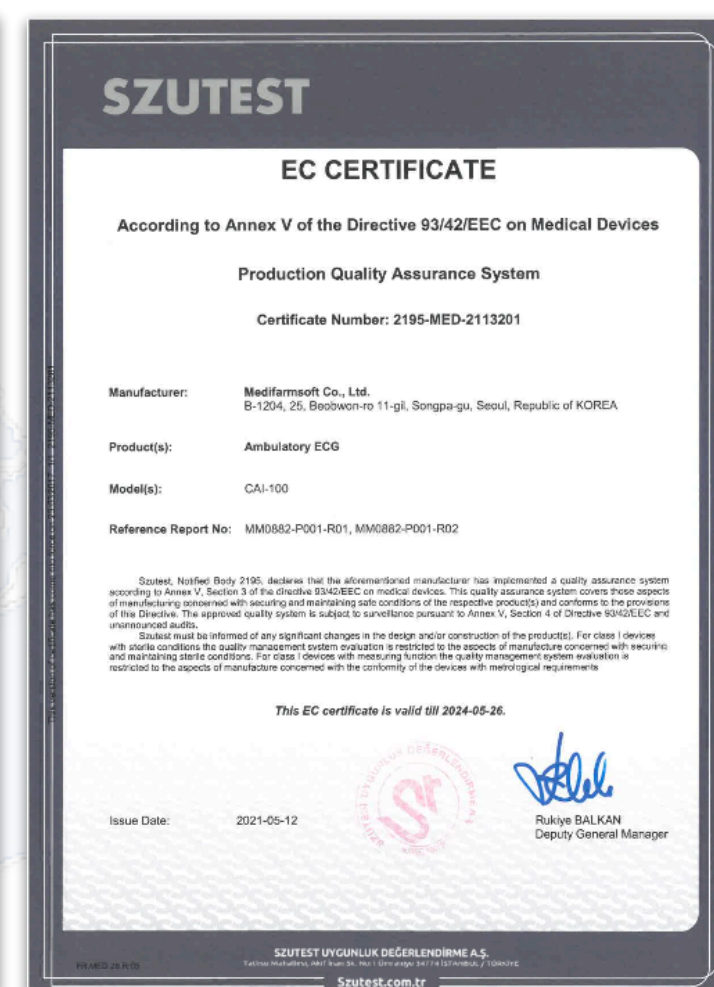 SZUTEST
EC CERTIFICATE
According to Annex V of the Directive 93/42/EEC on Medical Devices
Production Quality Assurance System
Certificate Number: 2195-MED-2113201
Manufacturer: Medifarmsoft Co., Ltd.
B-1204, 25, Beobwon-ro 11-gil, Songpa-gu, Seoul, Republic of KOREA
Product(s): Ambulatory ECG
Model(s): CAI-100
Reference Report No: MM0882-P001-R01, MM0882-P001-R02
Szutest, Notified Body 2195, declares that the aforementioned manufacturer has implemented a quality assurance system
according to Annex V, Section 3 of the directive 93/42/EEC on medical devices. This quality assurance system covers those aspects
of manufacturing concerned with securing and maintaining safe conditions of the respective product(s) and conforms to the provisions
of this Directive. The approved quality system is subject to surveillance pursuant to Annex V, Section 4 of Directive 93/42/EEC and
unannounced audits.
Szutest must be informed of any significant changes in the design and/or construction of the product(s). For class I devices
with sterile conditions the quality management system evaluation is restricted to the aspects of manufacture concerned with securing
and maintaining sterile conditions. For class I devices with measuring function the quality management system evaluation is
restricted to the aspects of manufacture concerned with the conformity of the devices with metrological requirements
This EC certificate is valid till 2024-05-26.
SZUTEST UYGUNLUK DEĞERLENDİRME A.Ş.
Issue Date: 2021-05-12
Rukiye BALKAN
Deputy General Manager
SZUTEST UYGUNLUK DEĞERLENDİRME A.Ş.
Szutest.com.tr